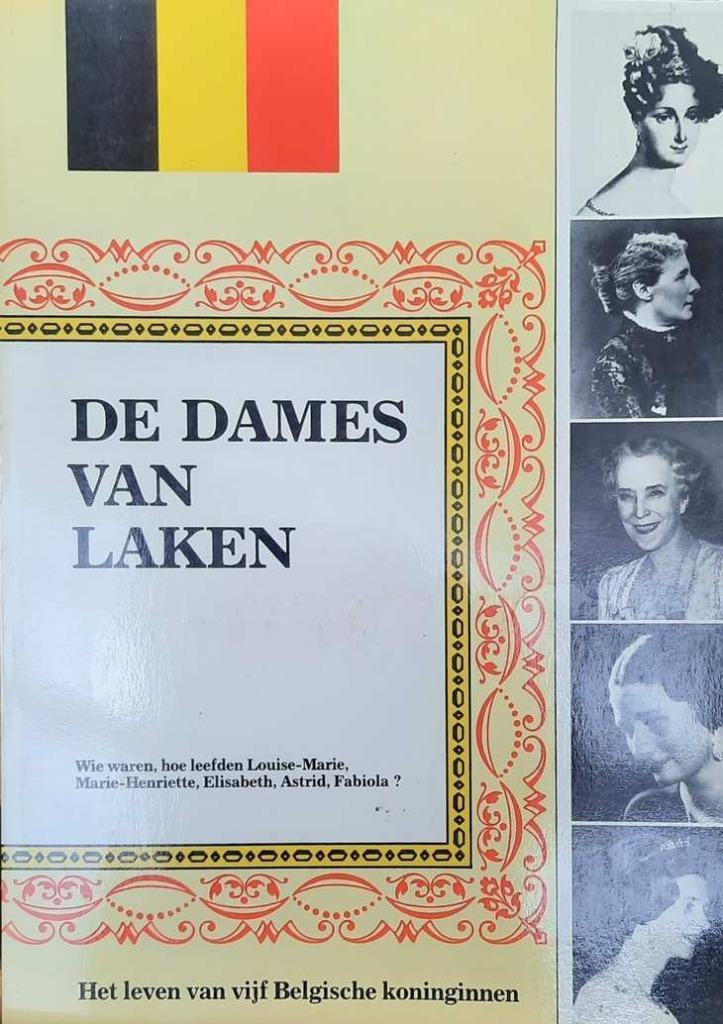 DE DAMES
VAN
LAKEN
Wie waren, hoe leefden Louise-Marie,
Marie-Henriette, Elisabeth, Astrid, Fabiola ?
Het leven van vijf Belgische koninginnen